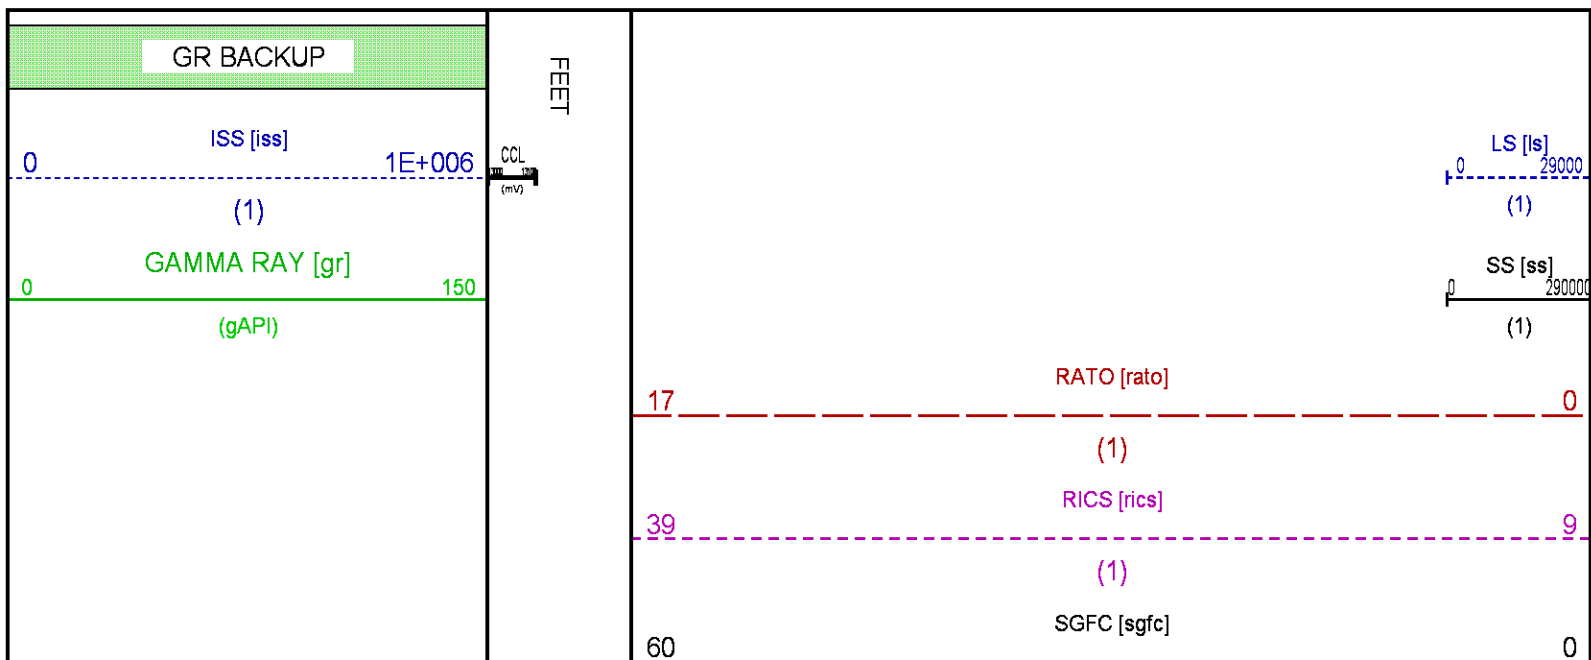 GR BACKUP
FEET
ISS [iss]
0 1E+006
(1)
CCL
(mV)
LS [ls]
0 29000
(1)
GAMMA RAY [gr]
0 150
(gAPI)
SS [ss]
0 290000
(1)
RATO [rato]
17 0
(1)
RICS [rics]
39 9
(1)
SGFC [sgfc]
60 0